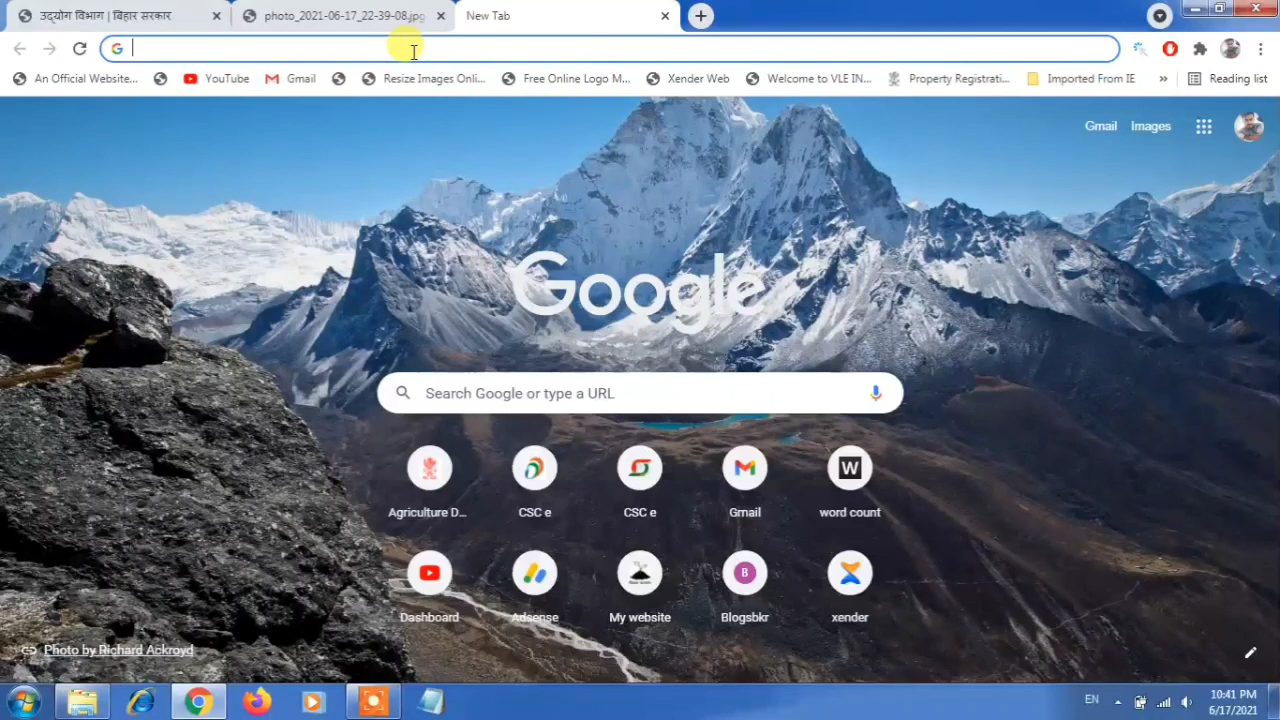 उद्योग विभाग | बिहार सरकार
photo_2021-06-17_22-39-08.jpg
New Tab
An Official Website...
YouTube
Gmail
Resize Images Onli...
Free Online Logo M...
Xender Web
Welcome to VLE IN...
Property Registrati...
Imported From IE
»
Reading list
Gmail
Images
Google
Search Google or type a URL
Agriculture D...
CSC e
CSC e
Gmail
W
word count
Dashboard
Adsense
My website
B
Blogsbkr
xender
Photo by Richard Ackroyd
EN
10:41 PM
6/17/2021